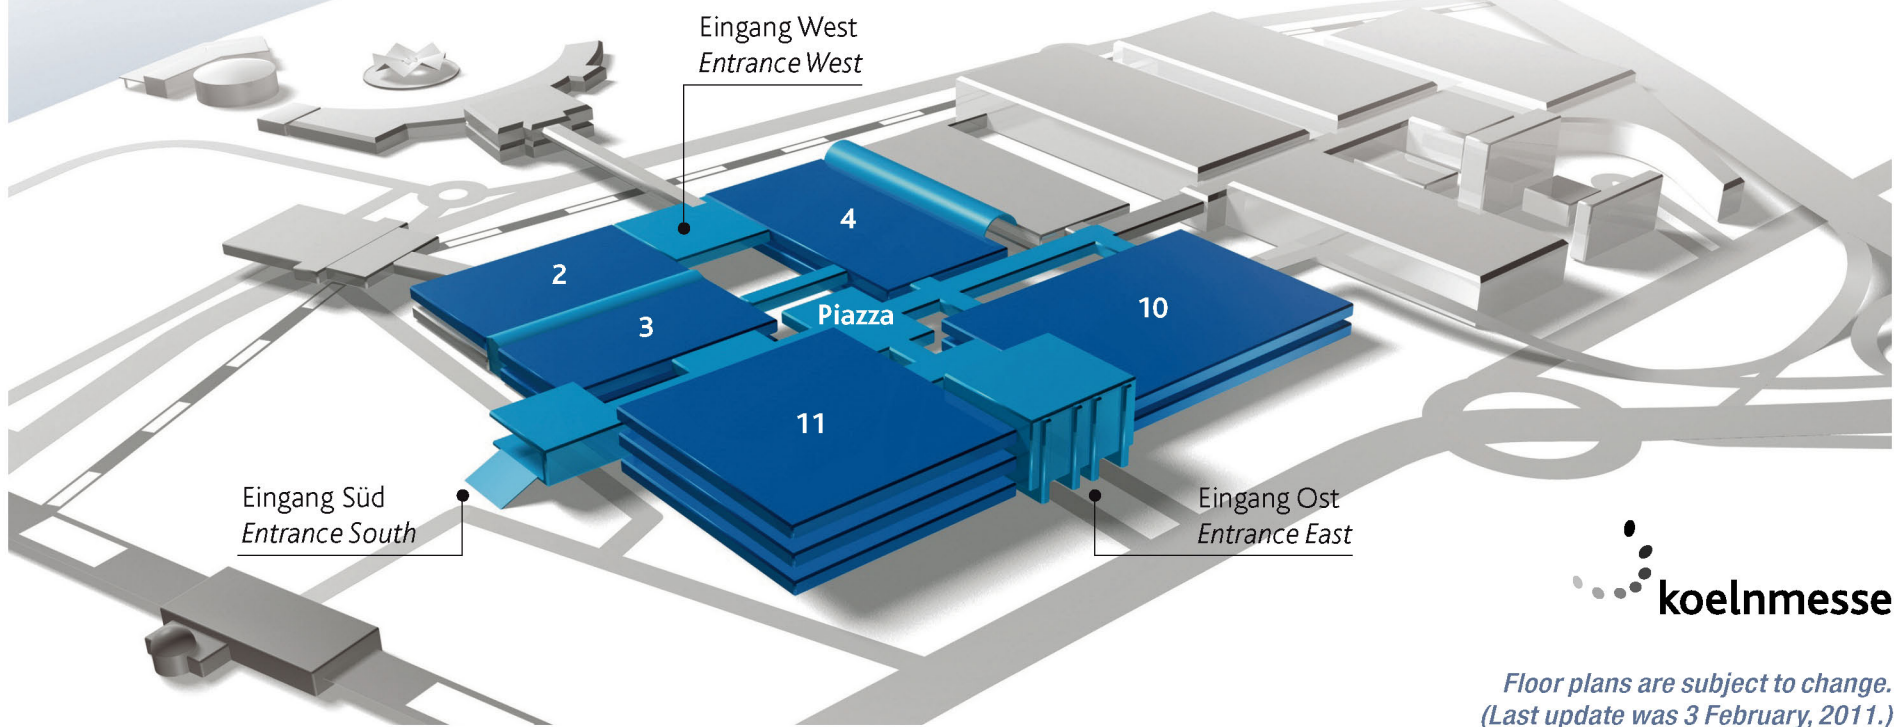 Eingang West
Entrance West
4
2
10
Piazza
3
11
Eingang Süd
Entrance South
Eingang Ost
Entrance East
koelnmesse
Floor plans are subject to change.
(Last update was 3 February, 2011.)